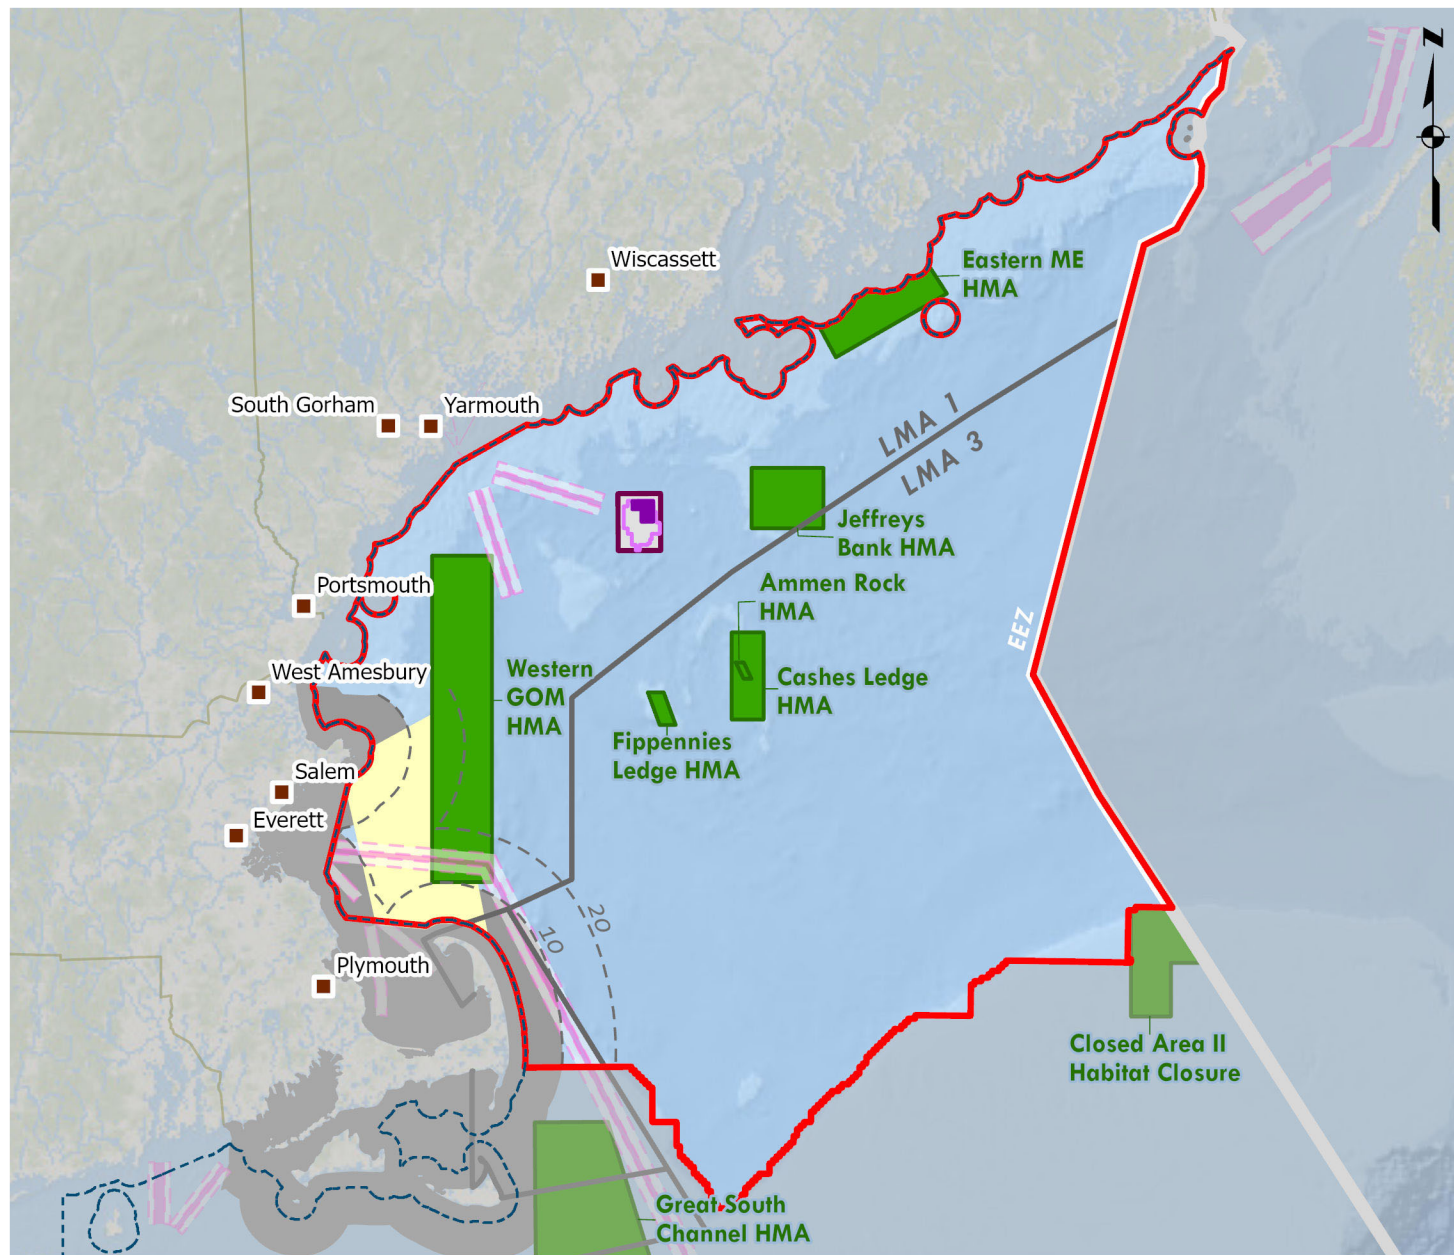 N
Wiscassett
Eastern ME
HMA
South Gorham
Yarmouth
LMA 1
LMA 3
Jeffreys
Bank HMA
Portsmouth
Ammen Rock
HMA
EEZ
West Amesbury
Western
GOM
HMA
Cashes Ledge
HMA
Fippennies
Ledge HMA
Salem
Everett
20
10
Plymouth
Closed Area II
Habitat Closure
Great South
Channel HMA